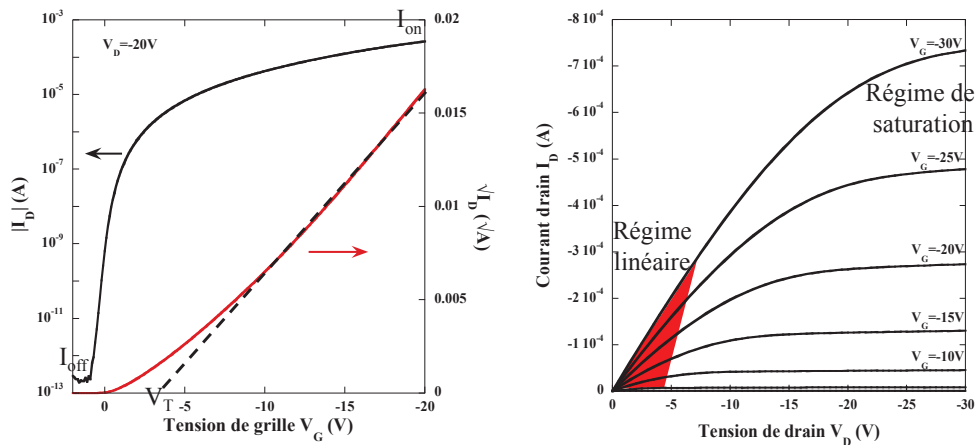 10⁻³
10⁻⁵
10⁻⁷
10⁻⁹
10⁻¹¹
10⁻¹³
|I_D| (A)
V_D=-20V
I_on
I_off
V_T
0
-5
-10
-15
-20
Tension de grille V_G (V)
0.02
0.015
0.01
0.005
0
√I_D (√A)
-8 10⁻⁴
-7 10⁻⁴
-6 10⁻⁴
-5 10⁻⁴
-4 10⁻⁴
-3 10⁻⁴
-2 10⁻⁴
-1 10⁻⁴
0
Courant drain I_D (A)
V_G=-30V
Régime de
saturation
V_G=-25V
Régime
linéaire
V_G=-20V
V_G=-15V
V_G=-10V
0
-5
-10
-15
-20
-25
-30
Tension de drain V_D (V)